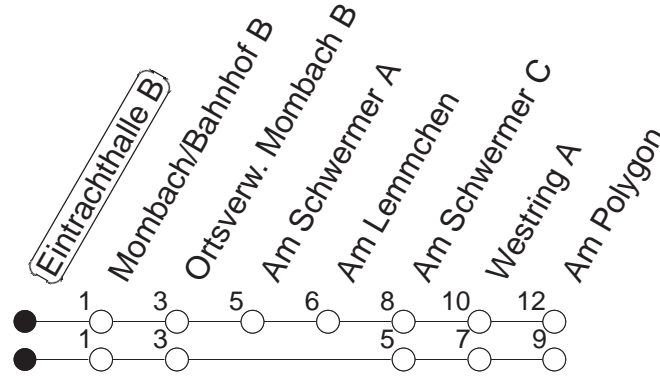 Eintrachthalle B
Mombach/Bahnhof B
Ortsverw. Mombach B
Am Schwermer A
Am Lemmchen
Am Schwermer C
Westring A
Am Polygon
1 3 5 6 8 10 12
1 3 5 7 9